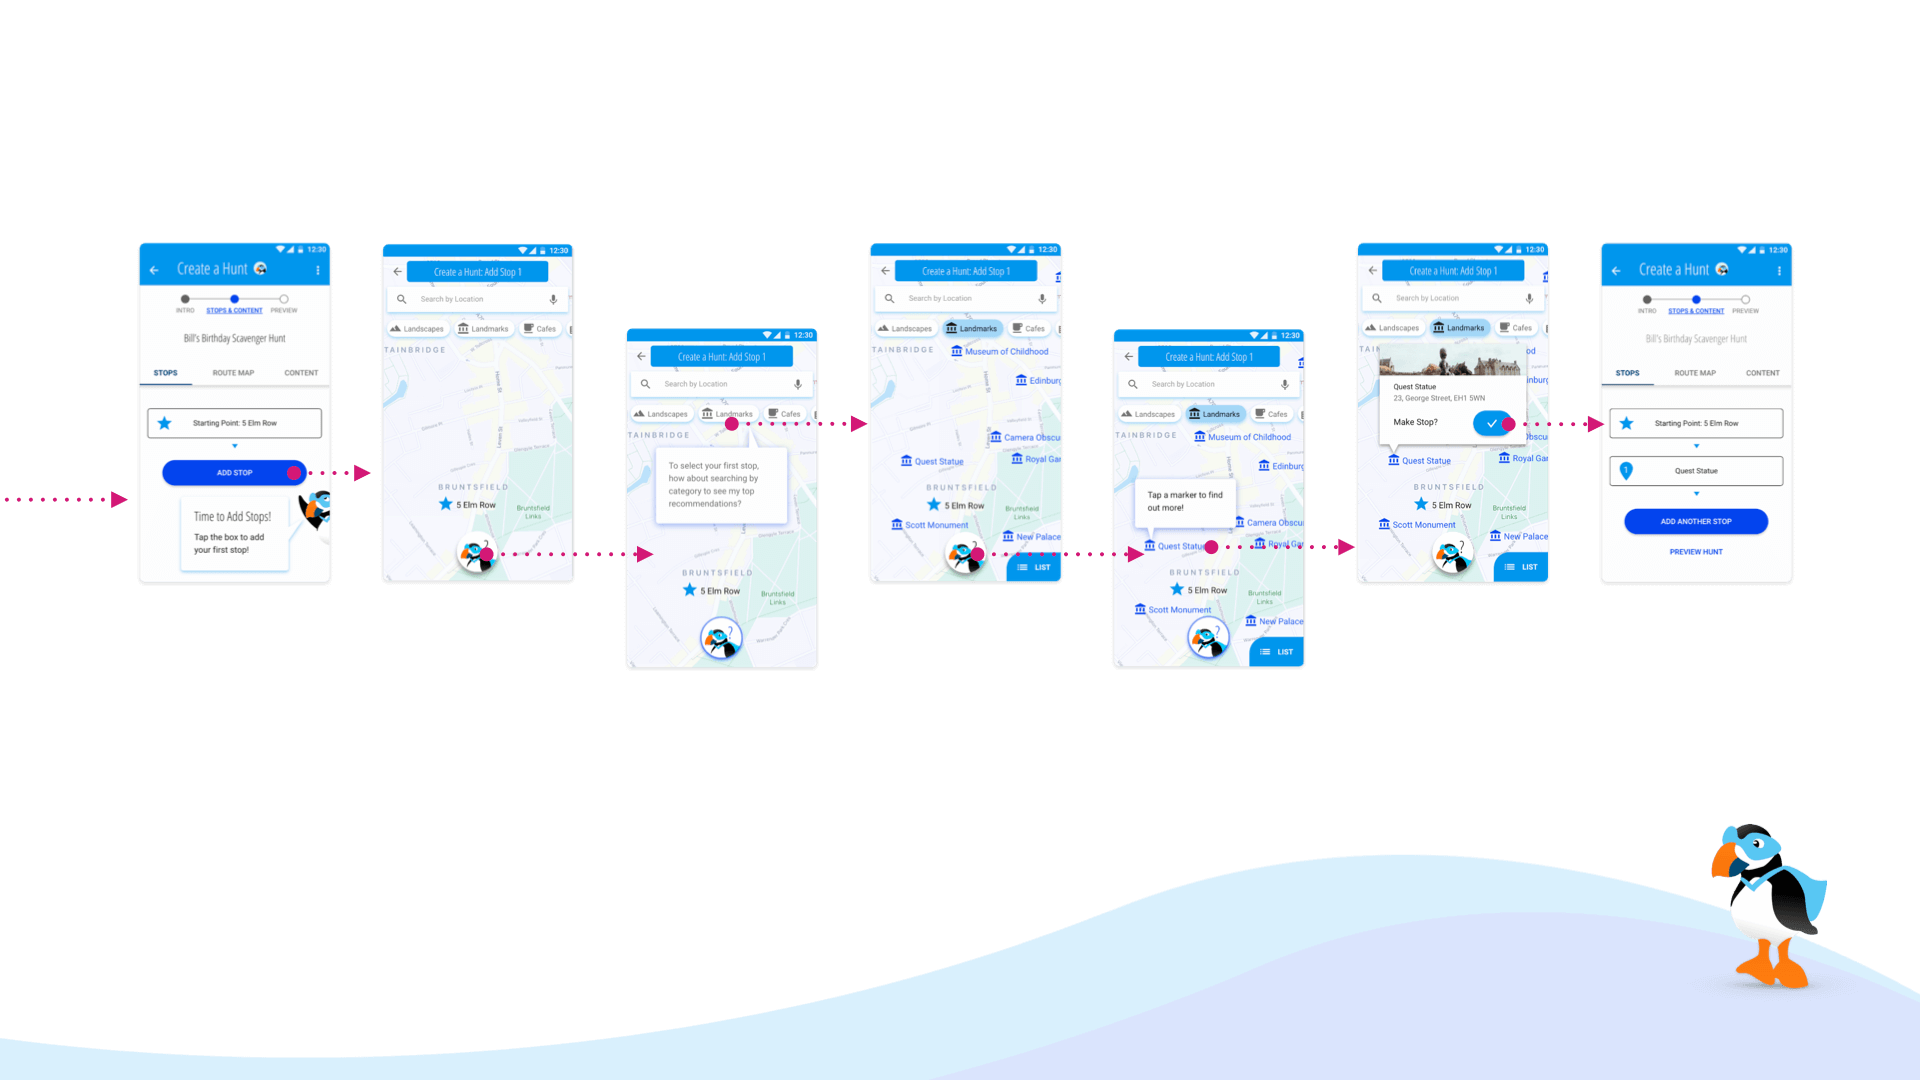 12:30
Create a Hunt
INTRO STOPS & CONTENT PREVIEW
Bill's Birthday Scavenger Hunt
STOPS ROUTE MAP CONTENT
Starting Point: 5 Elm Row
ADD STOP
Time to Add Stops!
Tap the box to add
your first stop!
12:30
Create a Hunt: Add Stop 1
Search by Location
Landscapes Landmarks Cafes
TAINBRIDGE
BRUNTSFIELD
5 Elm Row
Bruntsfield
Links
?
12:30
Create a Hunt: Add Stop 1
Search by Location
Landscapes Landmarks Cafes
TAINBRIDGE
To select your first stop,
how about searching by
category to see my top
recommendations?
BRUNTSFIELD
5 Elm Row
Bruntsfield
Links
?
12:30
Create a Hunt: Add Stop 1
Search by Location
Landscapes Landmarks Cafes
TAINBRIDGE
Museum of Childhood
Edinburg
Camera Obscu
Quest Statue
Royal Gar
BRUNTSFIELD
5 Elm Row
Bruntsfield
Links
Scott Monument
New Palace
?
LIST
12:30
Create a Hunt: Add Stop 1
Search by Location
Landscapes Landmarks Cafes
TAINBRIDGE
Museum of Childhood
Edinburg
Tap a marker to find
out more!
Camera Obscu
Quest Statue
Royal Gar
BRUNTSFIELD
5 Elm Row
Bruntsfield
Links
Scott Monument
New Palace
?
LIST
12:30
Create a Hunt: Add Stop 1
Search by Location
Landscapes Landmarks Cafes
Quest Statue
23, George Street, EH1 5WN
Make Stop?
Quest Statue
Royal Gar
BRUNTSFIELD
5 Elm Row
Bruntsfield
Links
Scott Monument
New Palace
?
LIST
12:30
Create a Hunt
INTRO STOPS & CONTENT PREVIEW
Bill's Birthday Scavenger Hunt
STOPS ROUTE MAP CONTENT
Starting Point: 5 Elm Row
1
Quest Statue
ADD ANOTHER STOP
PREVIEW HUNT